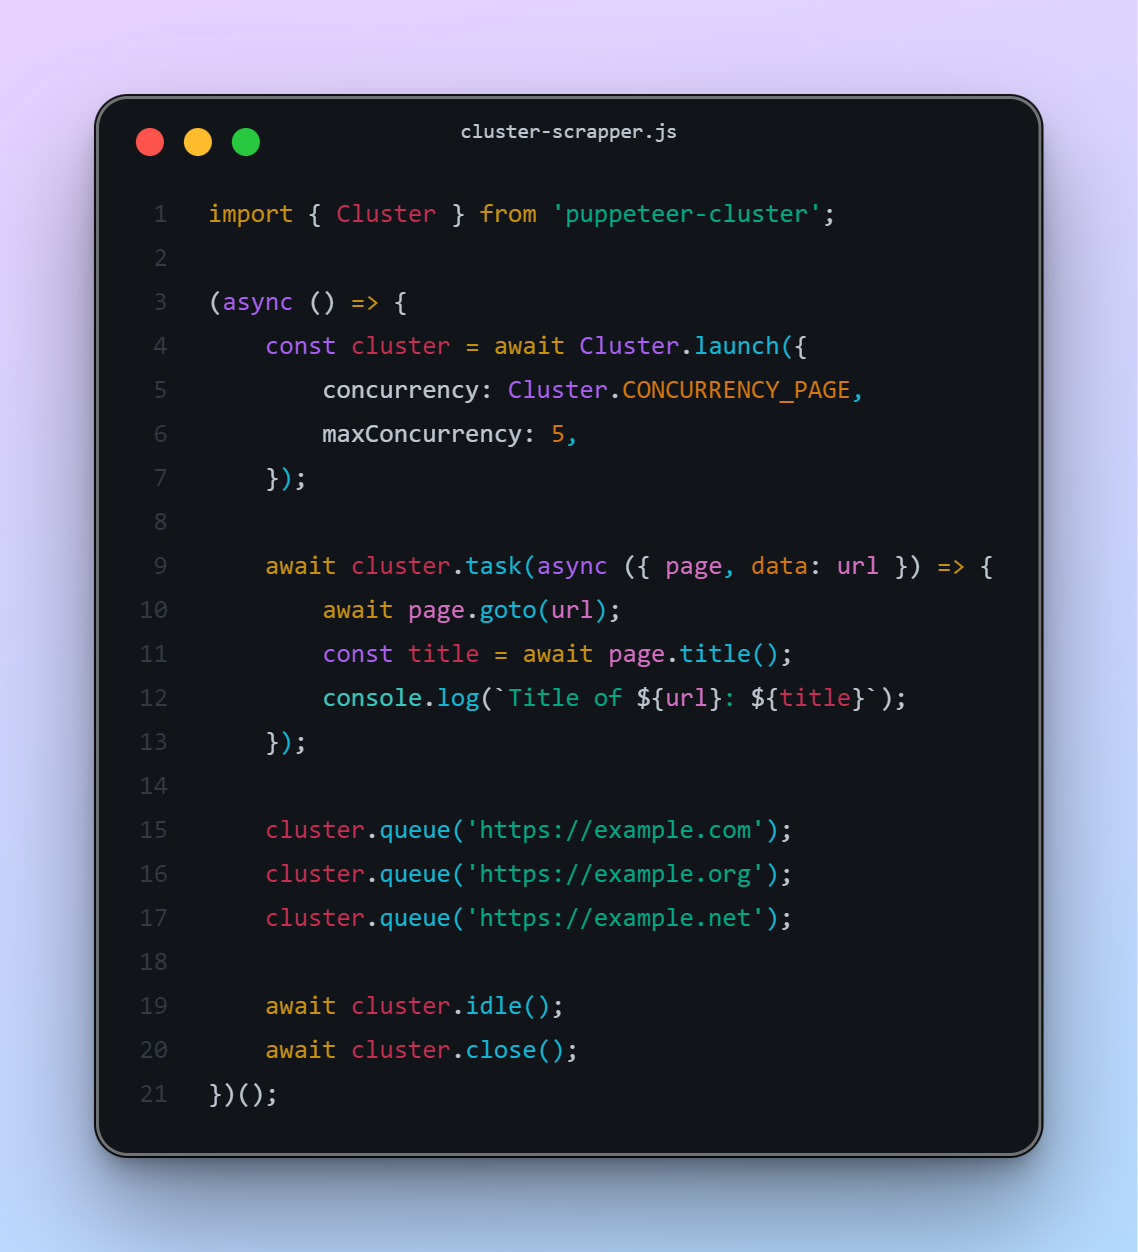 cluster-scrapper.js
1 import { Cluster } from 'puppeteer-cluster';
2
3 (async () => {
4     const cluster = await Cluster.launch({
5         concurrency: Cluster.CONCURRENCY_PAGE,
6         maxConcurrency: 5,
7     });
8
9     await cluster.task(async ({ page, data: url }) => {
10         await page.goto(url);
11         const title = await page.title();
12         console.log(`Title of ${url}: ${title}`);
13     });
14
15     cluster.queue('https://example.com');
16     cluster.queue('https://example.org');
17     cluster.queue('https://example.net');
18
19     await cluster.idle();
20     await cluster.close();
21 })();